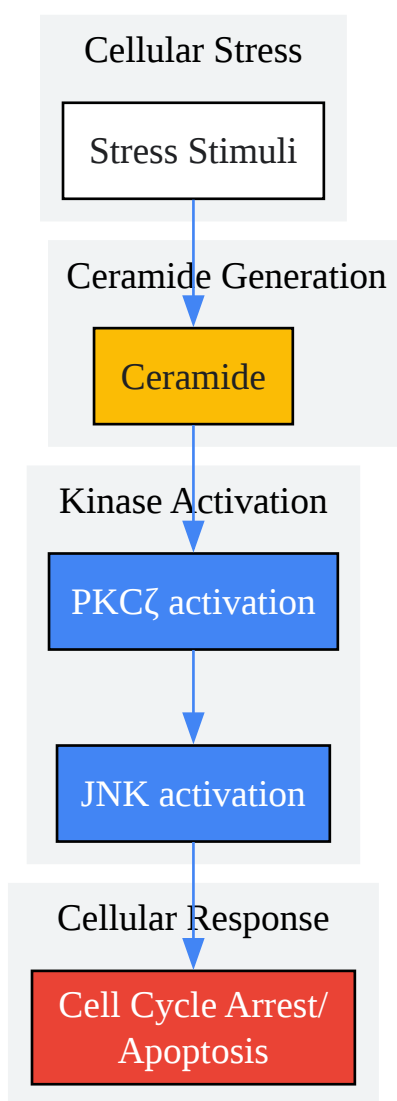 Cellular Stress
Stress Stimuli
Ceramide Generation
Ceramide
Kinase Activation
PKCζ activation
JNK activation
Cellular Response
Cell Cycle Arrest/
Apoptosis